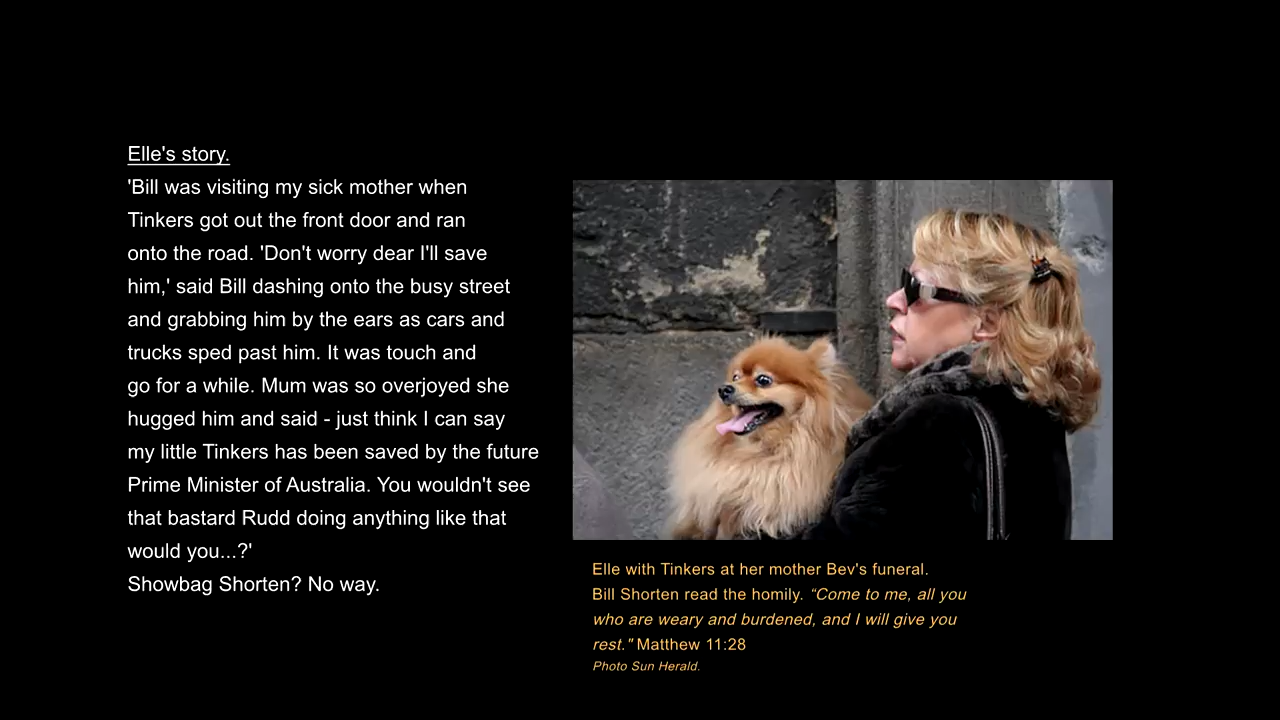 Elle's story.
'Bill was visiting my sick mother when
Tinkers got out the front door and ran
onto the road. 'Don't worry dear I'll save
him,' said Bill dashing onto the busy street
and grabbing him by the ears as cars and
trucks sped past him. It was touch and
go for a while. Mum was so overjoyed she
hugged him and said - just think I can say
my little Tinkers has been saved by the future
Prime Minister of Australia. You wouldn't see
that bastard Rudd doing anything like that
would you...?'
Showbag Shorten? No way.
Elle with Tinkers at her mother Bev's funeral.
Bill Shorten read the homily. “Come to me, all you
who are weary and burdened, and I will give you
rest." Matthew 11:28
Photo Sun Herald.